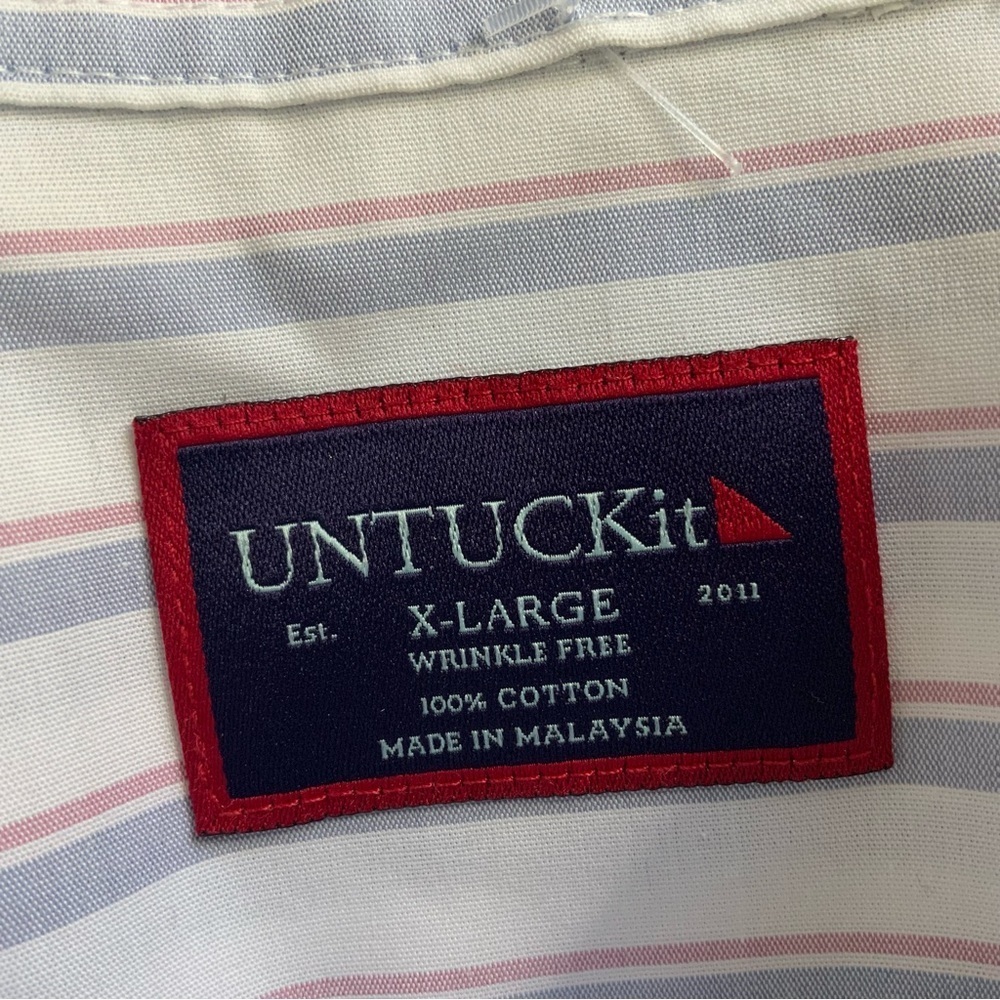 UNTUCKit
Est. X-LARGE 2011
WRINKLE FREE
100% COTTON
MADE IN MALAYSIA